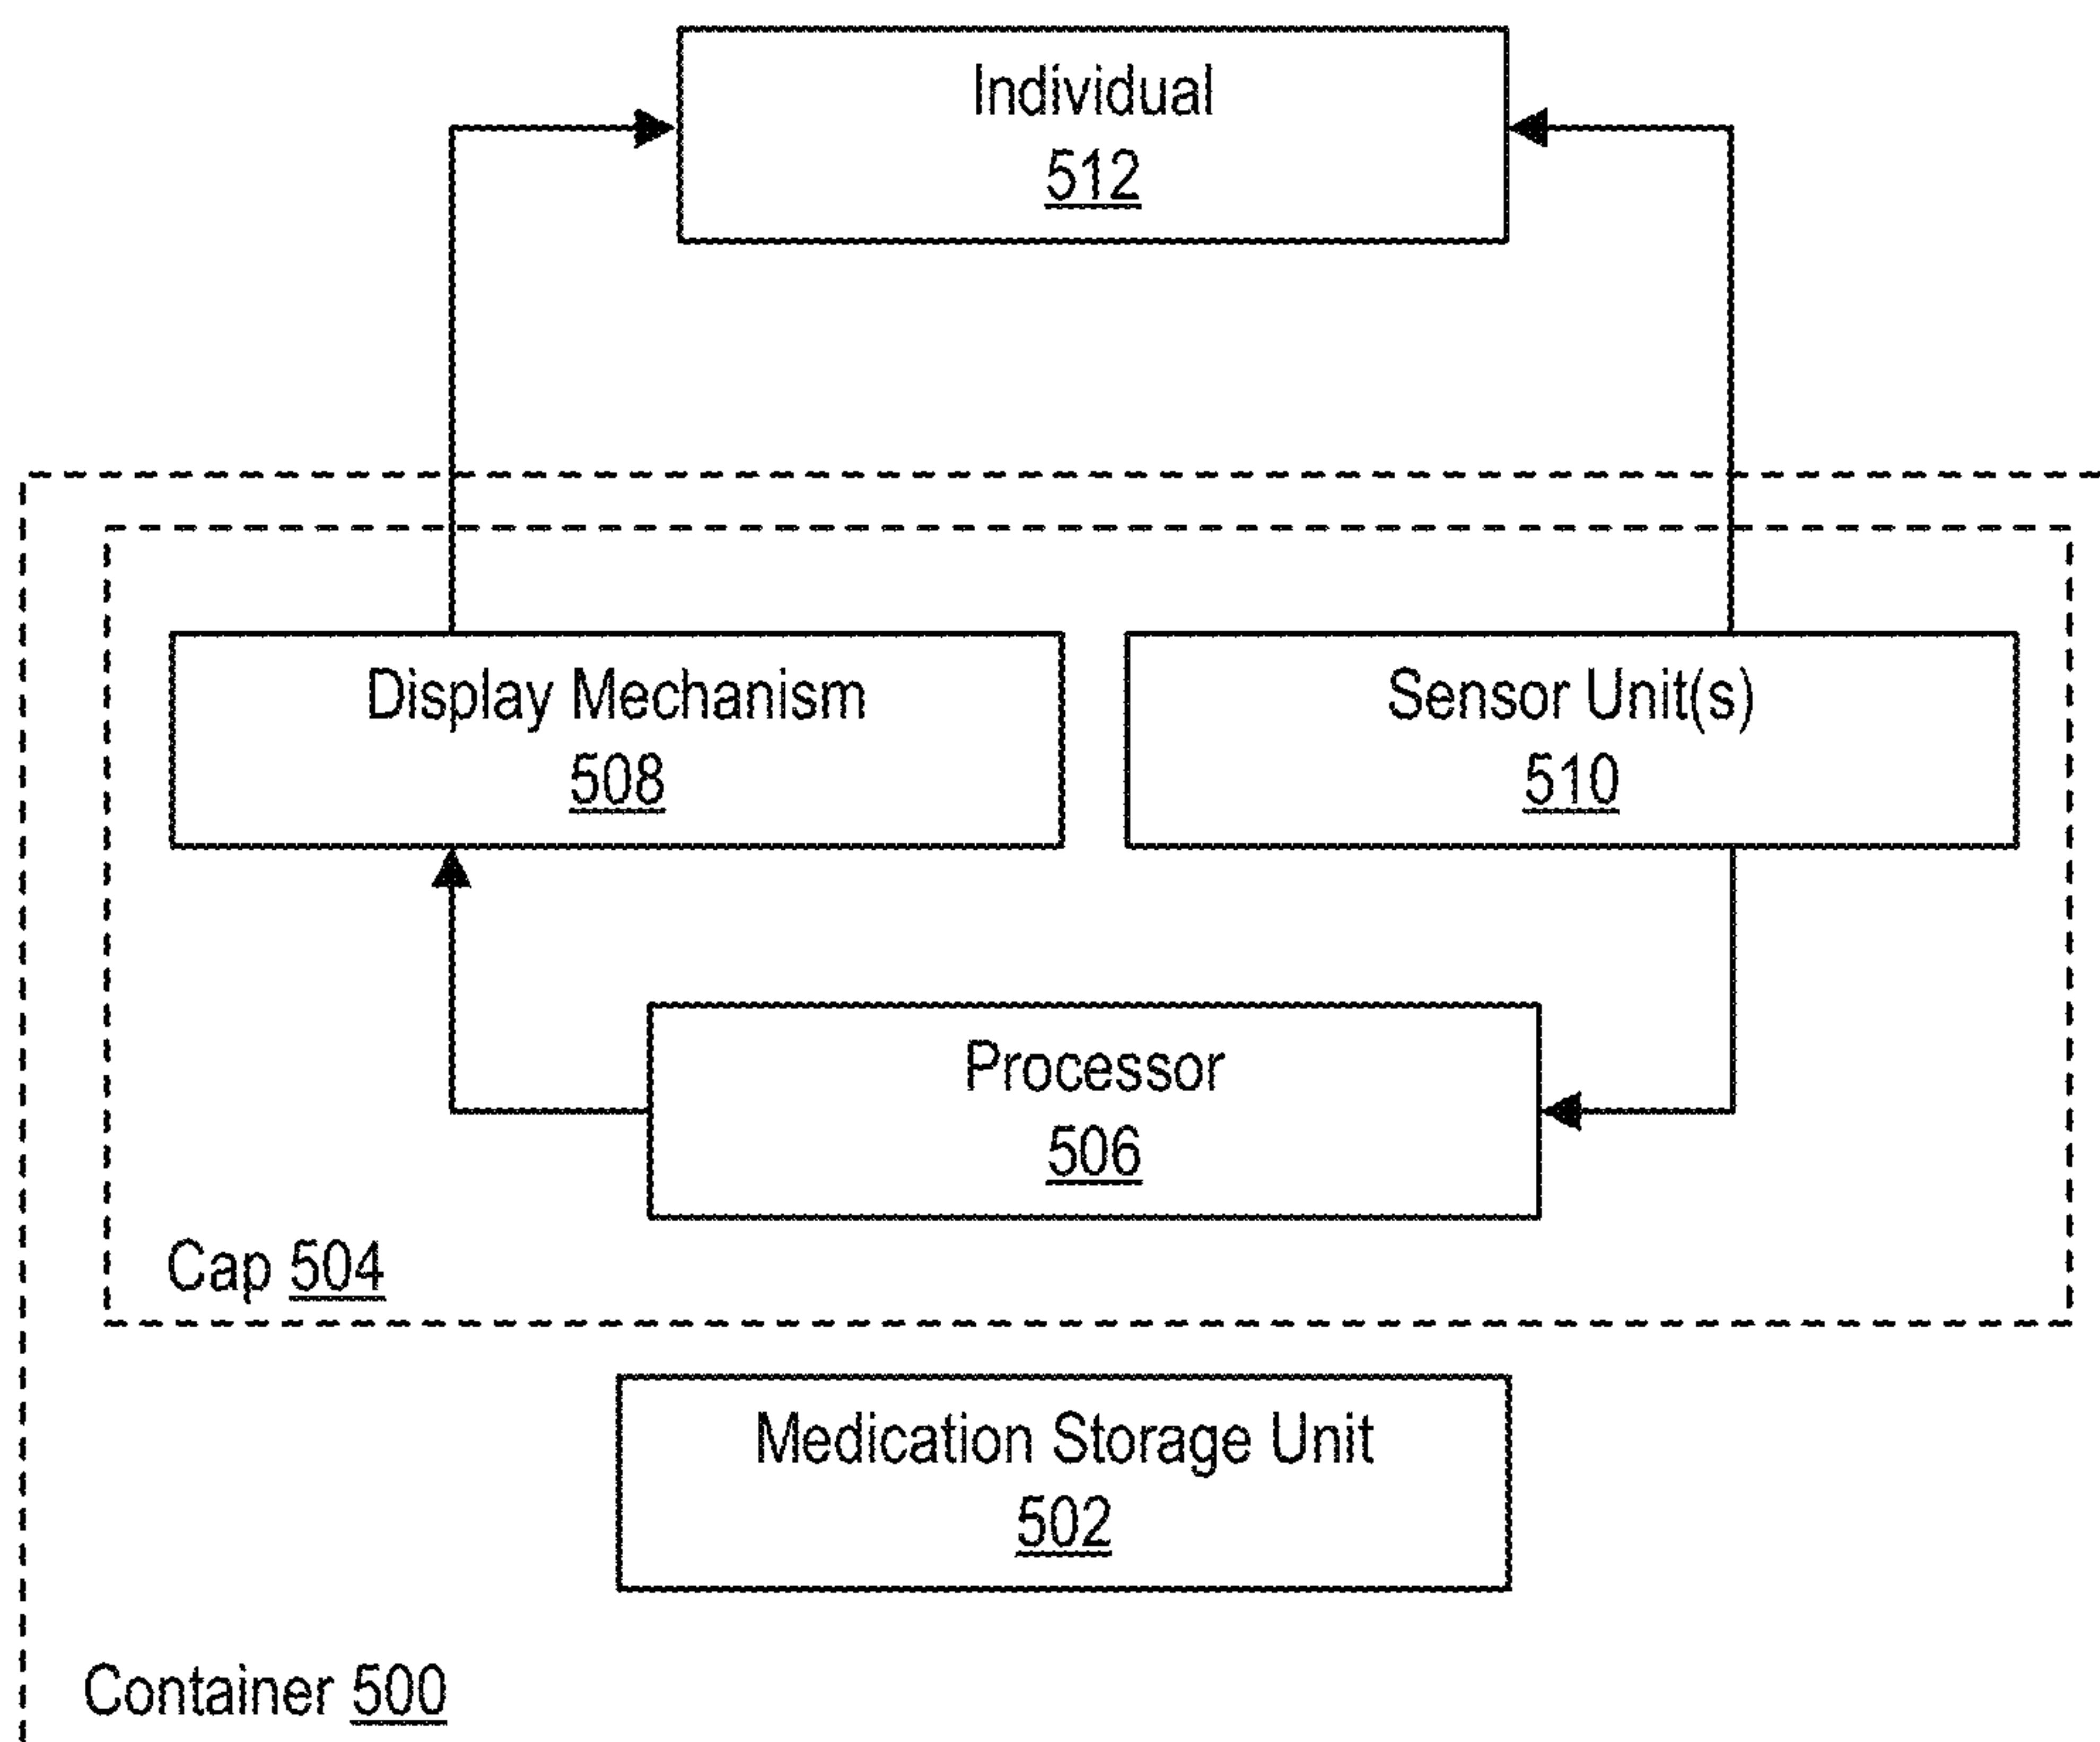 Individual
512
Display Mechanism
508
Sensor Unit(s)
510
Processor
506
Cap 504
Medication Storage Unit
502
Container 500